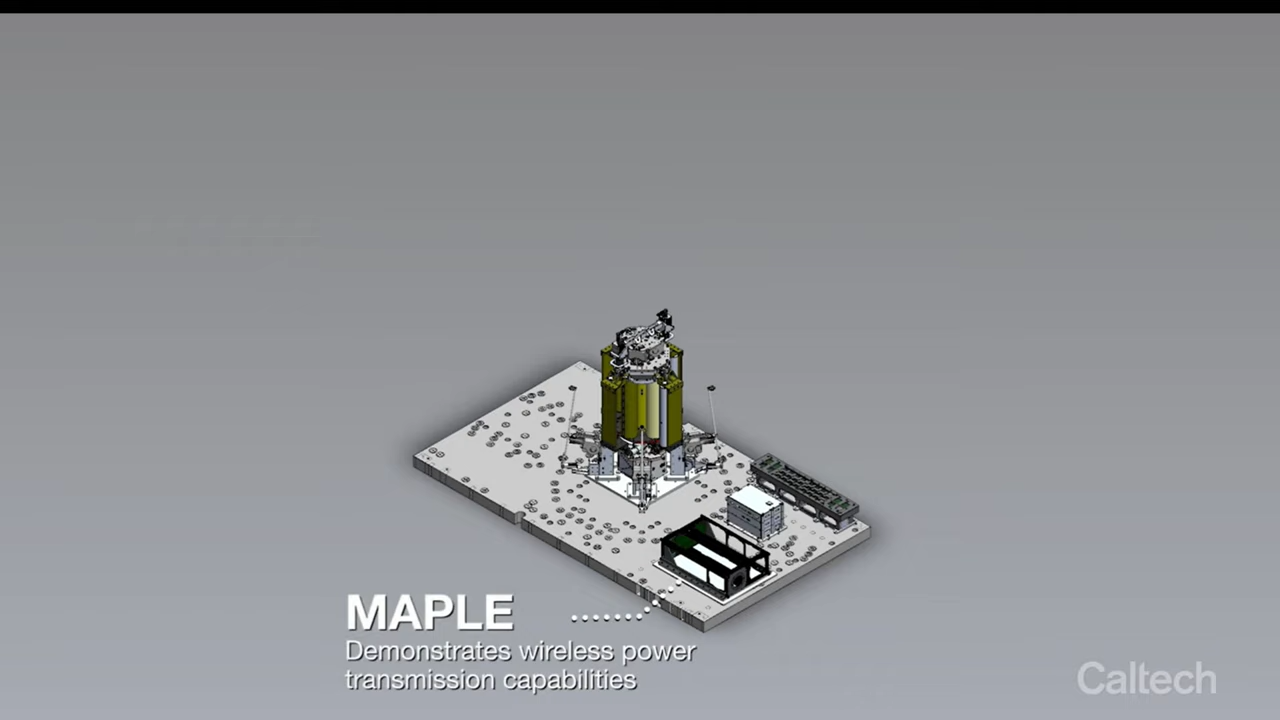 MAPLE
Demonstrates wireless power
transmission capabilities
Caltech